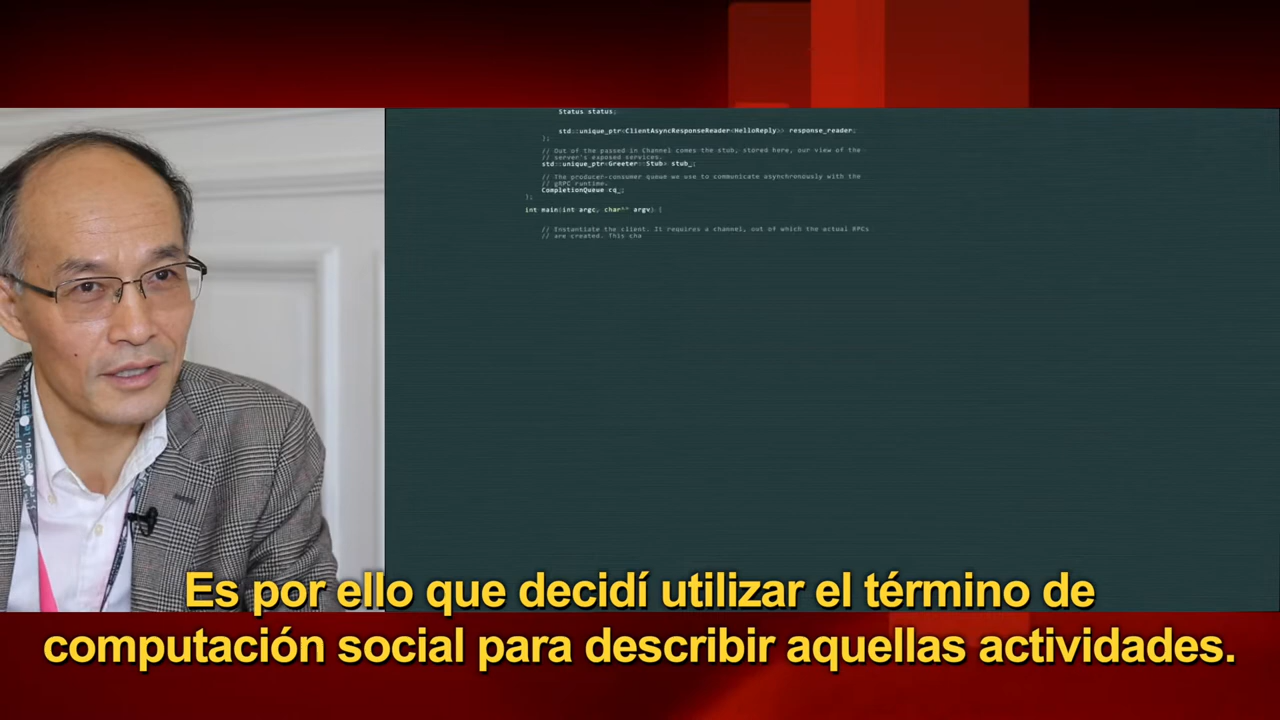 Status status;
std::unique_ptr<ClientAsyncResponseReader<HelloReply>> response_reader;
};
// Out of the passed in Channel comes the stub, stored here, our view of the
// server's exposed services.
std::unique_ptr<Greeter::Stub> stub_;
// The producer-consumer queue we use to communicate asynchronously with the
// gRPC runtime.
CompletionQueue cq_;
};
int main(int argc, char** argv) {
// Instantiate the client. It requires a channel, out of which the actual RPCs
// are created. This cha
Es por ello que decidí utilizar el término de
computación social para describir aquellas actividades.